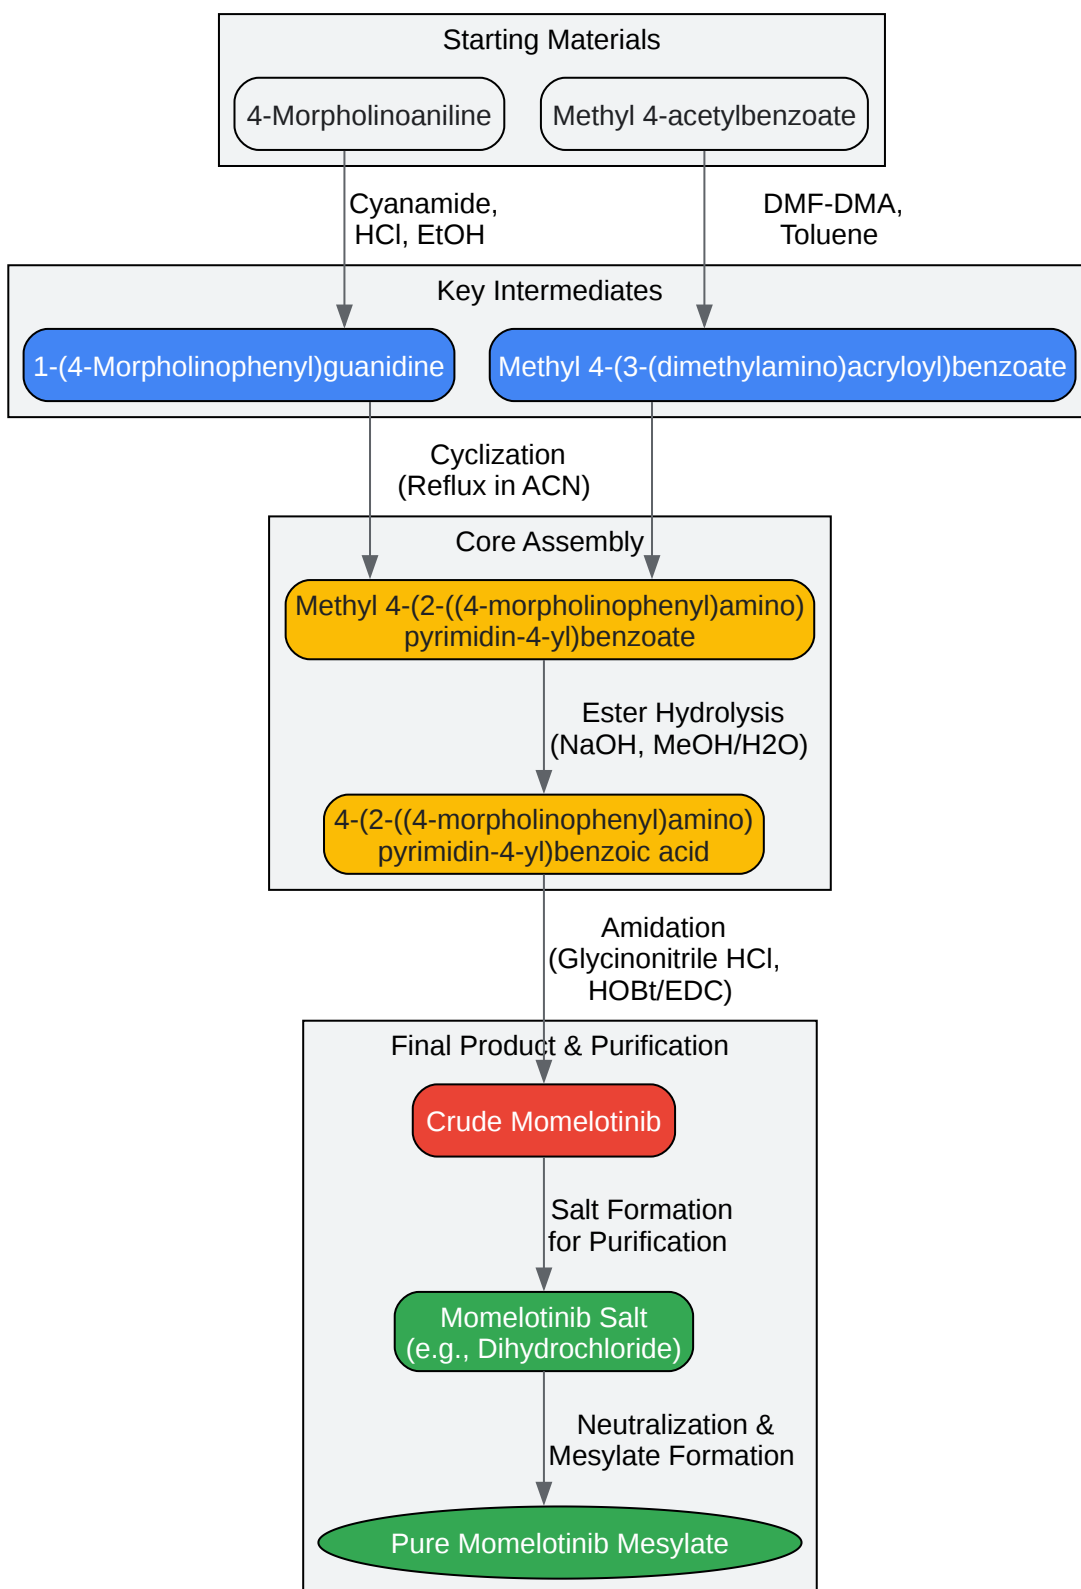 Starting Materials
4-Morpholinoaniline
Methyl 4-acetylbenzoate
Cyanamide,
HCl, EtOH
DMF-DMA,
Toluene
Key Intermediates
1-(4-Morpholinophenyl)guanidine
Methyl 4-(3-(dimethylamino)acryloyl)benzoate
Cyclization
(Reflux in ACN)
Core Assembly
Methyl 4-(2-((4-morpholinophenyl)amino)
pyrimidin-4-yl)benzoate
Ester Hydrolysis
(NaOH, MeOH/H2O)
4-(2-((4-morpholinophenyl)amino)
pyrimidin-4-yl)benzoic acid
Amidation
(Glycinonitrile HCl,
HOBt/EDC)
Final Product & Purification
Crude Momelotinib
Salt Formation
for Purification
Momelotinib Salt
(e.g., Dihydrochloride)
Neutralization &
Mesylate Formation
Pure Momelotinib Mesylate